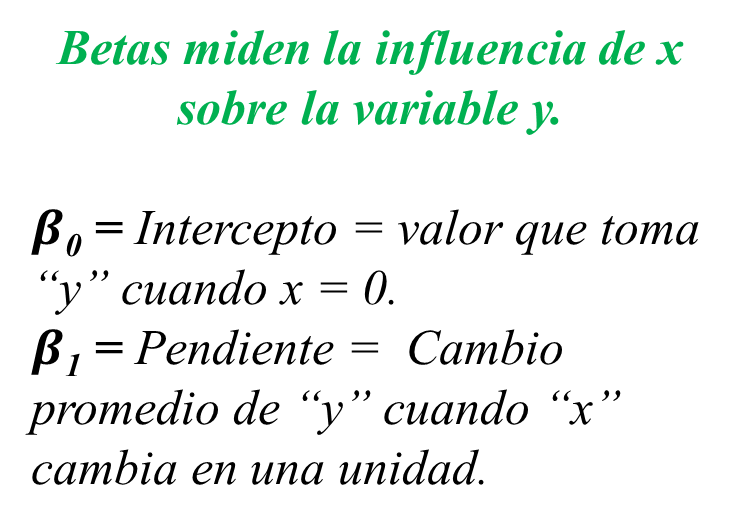 Betas miden la influencia de x
sobre la variable y.
β0 = Intercepto = valor que toma
“y” cuando x = 0.
β1 = Pendiente = Cambio
promedio de “y” cuando “x”
cambia en una unidad.